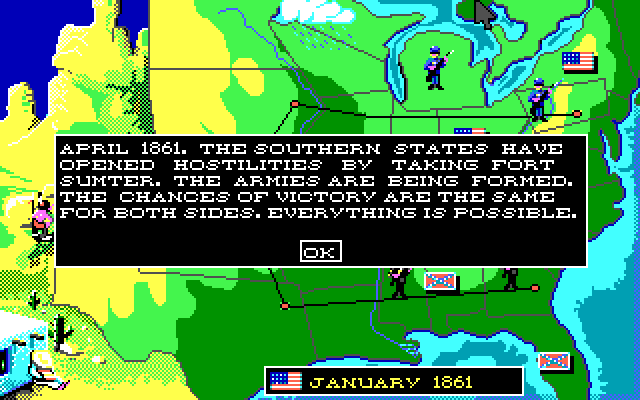 APRIL 1861. THE SOUTHERN STATES HAVE
OPENED HOSTILITIES BY TAKING FORT
SUMTER. THE ARMIES ARE BEING FORMED.
THE CHANCES OF VICTORY ARE THE SAME
FOR BOTH SIDES. EVERYTHING IS POSSIBLE.
OK
JANUARY 1861